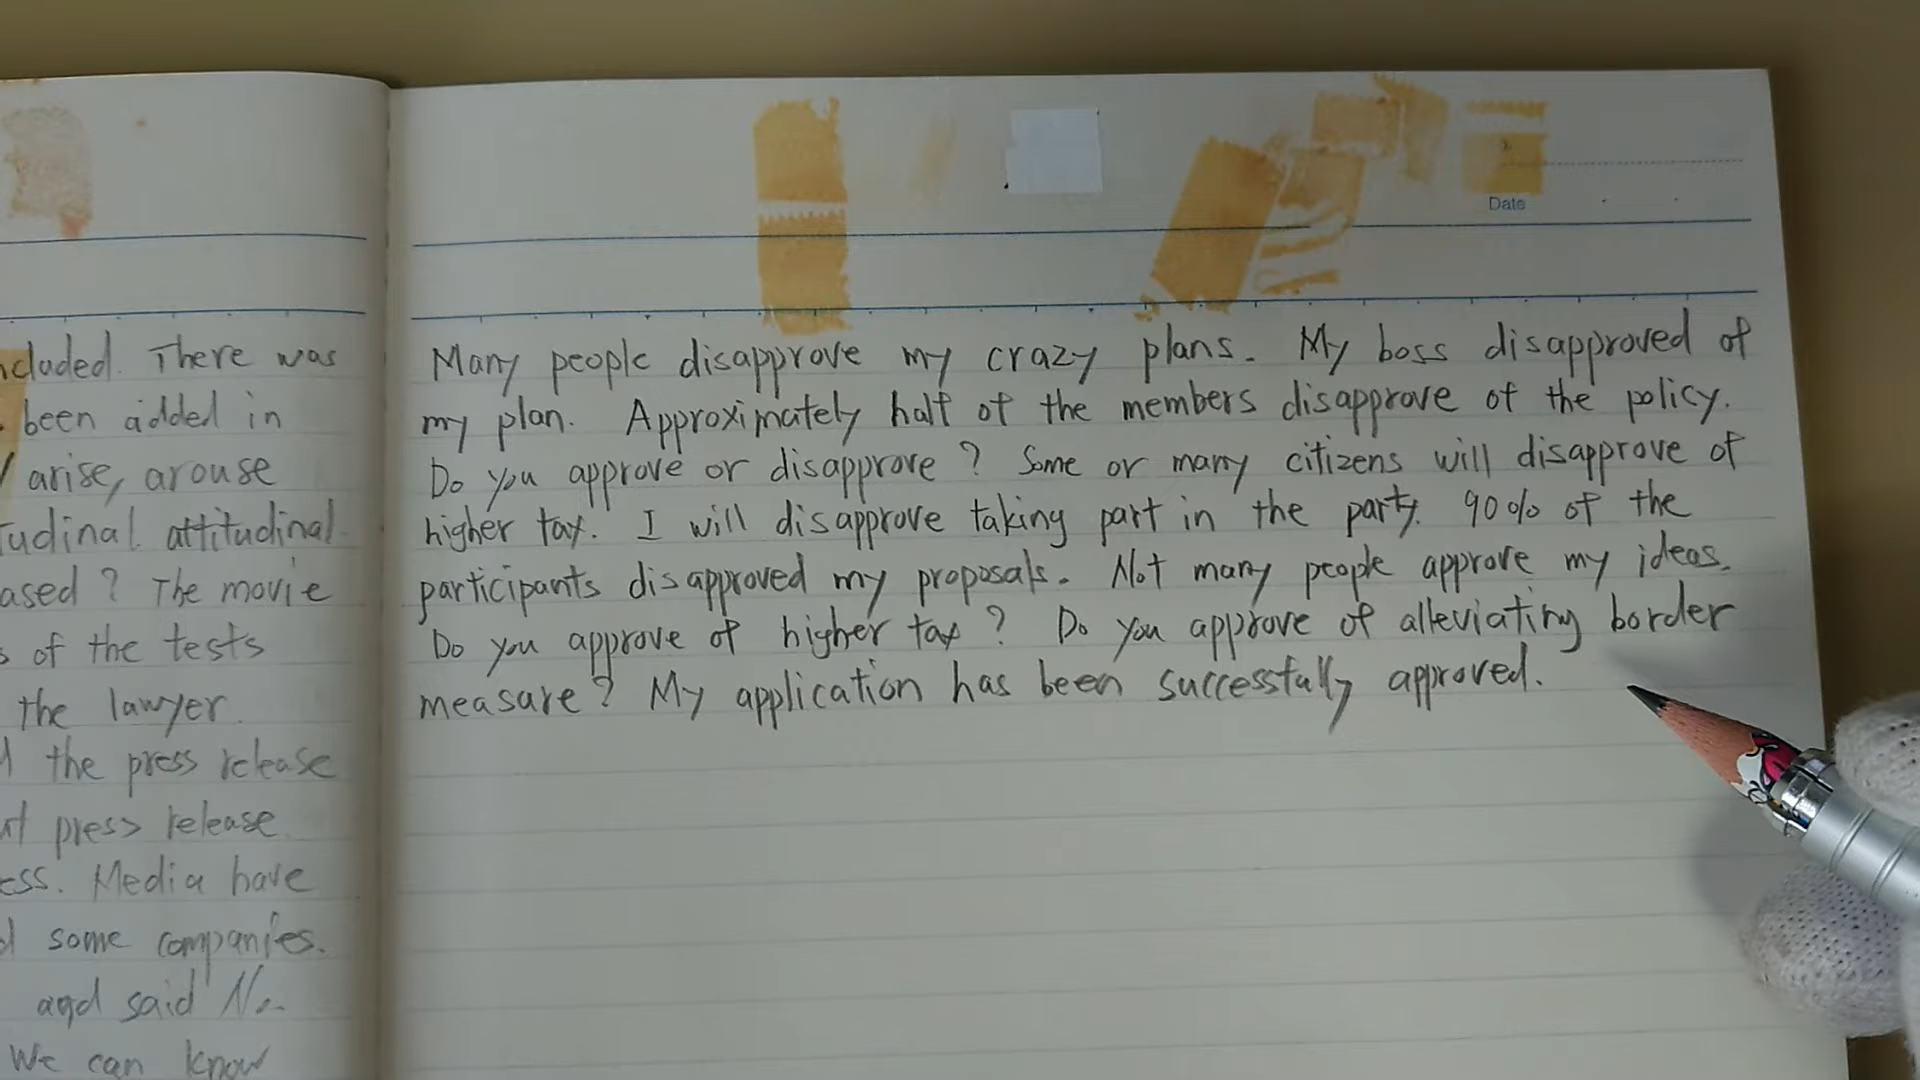 cluded. There was
been added in
arise, arouse
tudinal. attitudinal.
ased? The movie
s of the tests
the lawyer.
the press release
press release.
ess. Media have
some companies.
and said No.
We can know
Date
Many people disapprove my crazy plans. My boss disapproved of
my plan. Approximately half of the members disapprove of the policy.
Do you approve or disapprove? Some or many citizens will disapprove of
higher tax. I will disapprove taking part in the party. 90% of the
participants disapproved my proposals. Not many people approve my ideas.
Do you approve of higher tax? Do you approve of alleviating border
measure? My application has been successfully approved.